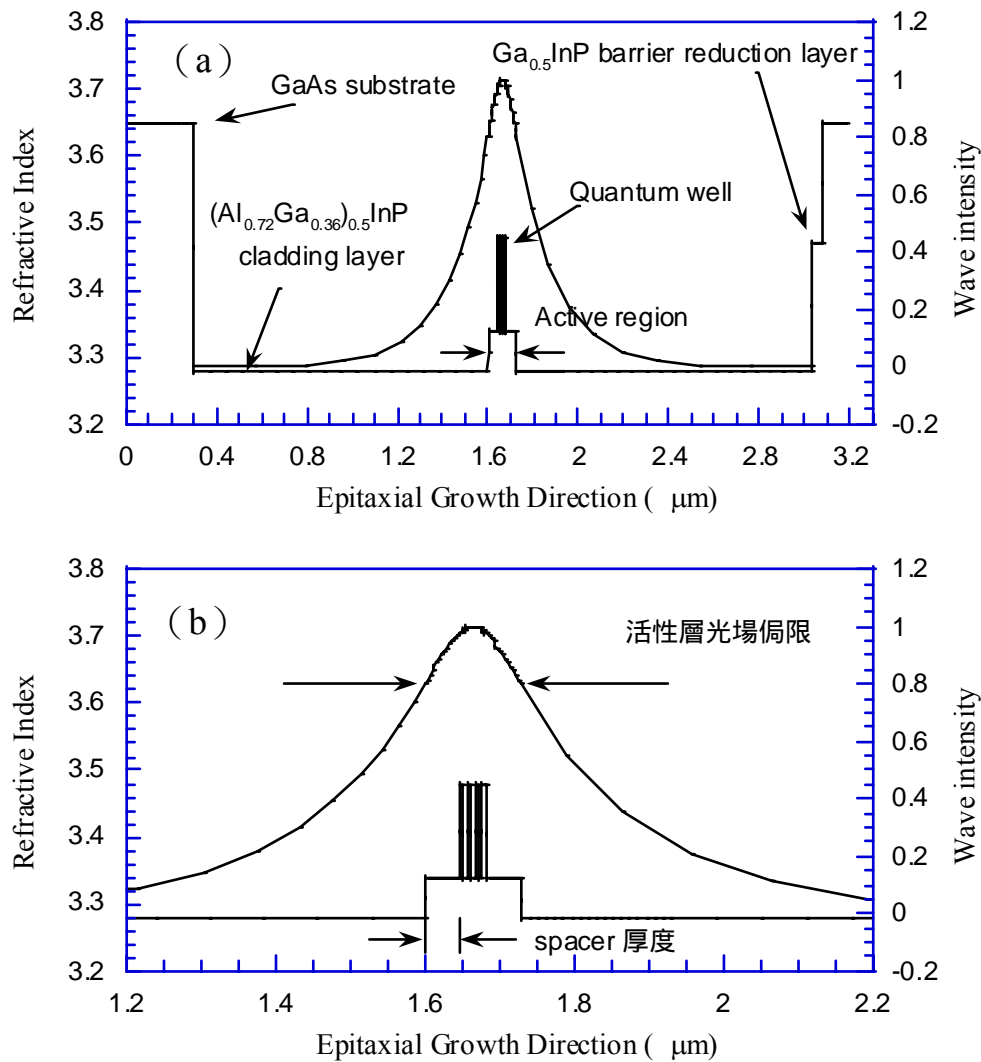 (a)
Ga0.5InP barrier reduction layer
GaAs substrate
Quantum well
(Al0.72Ga0.36)0.5InP
cladding layer
Active region
3.8
3.7
3.6
3.5
3.4
3.3
3.2
Refractive Index
1.2
1
0.8
0.6
0.4
0.2
0
-0.2
Wave intensity
0
0.4
0.8
1.2
1.6
2
2.4
2.8
3.2
Epitaxial Growth Direction ( μm)
(b)
活性層光場侷限
spacer 厚度
3.8
3.7
3.6
3.5
3.4
3.3
3.2
Refractive Index
1.2
1
0.8
0.6
0.4
0.2
0
-0.2
Wave intensity
1.2
1.4
1.6
1.8
2
2.2
Epitaxial Growth Direction ( μm)